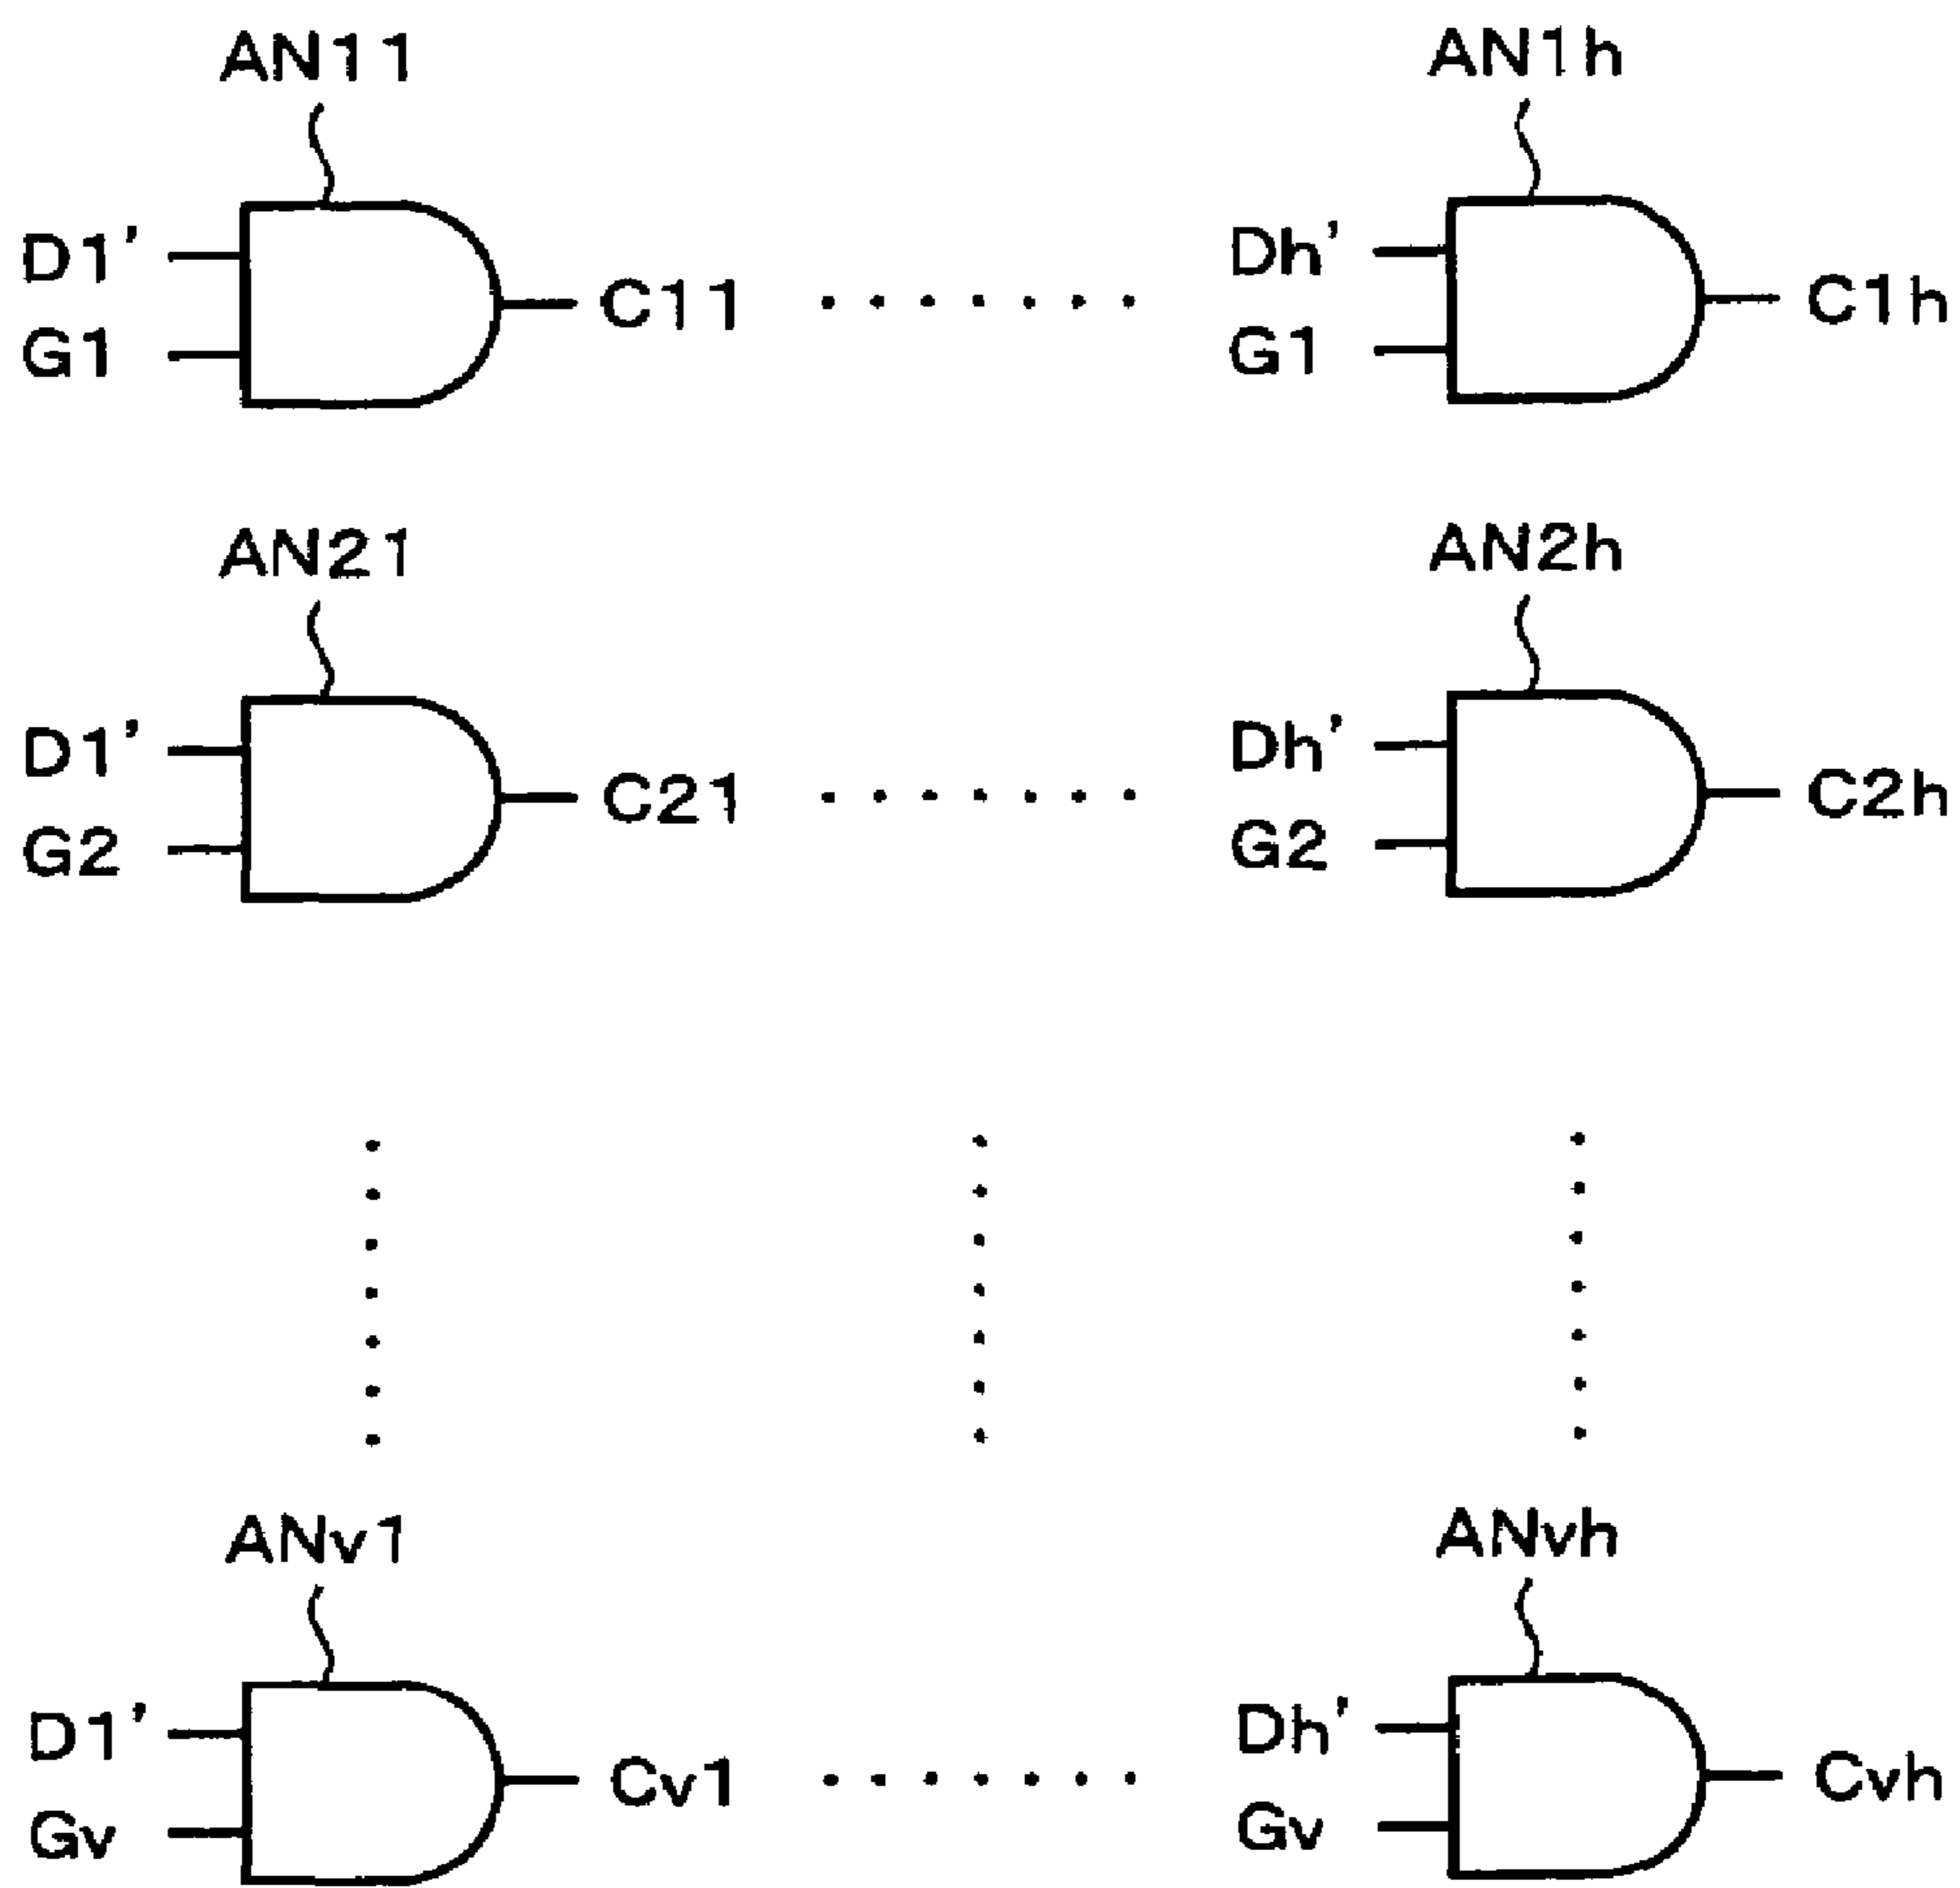 AN11
AN1h
D1'
G1
C11
Dh'
G1
C1h
AN21
AN2h
D1'
G2
C21
Dh'
G2
C2h
ANv1
ANvh
D1'
Gv
Cv1
Dh'
Gv
Cvh